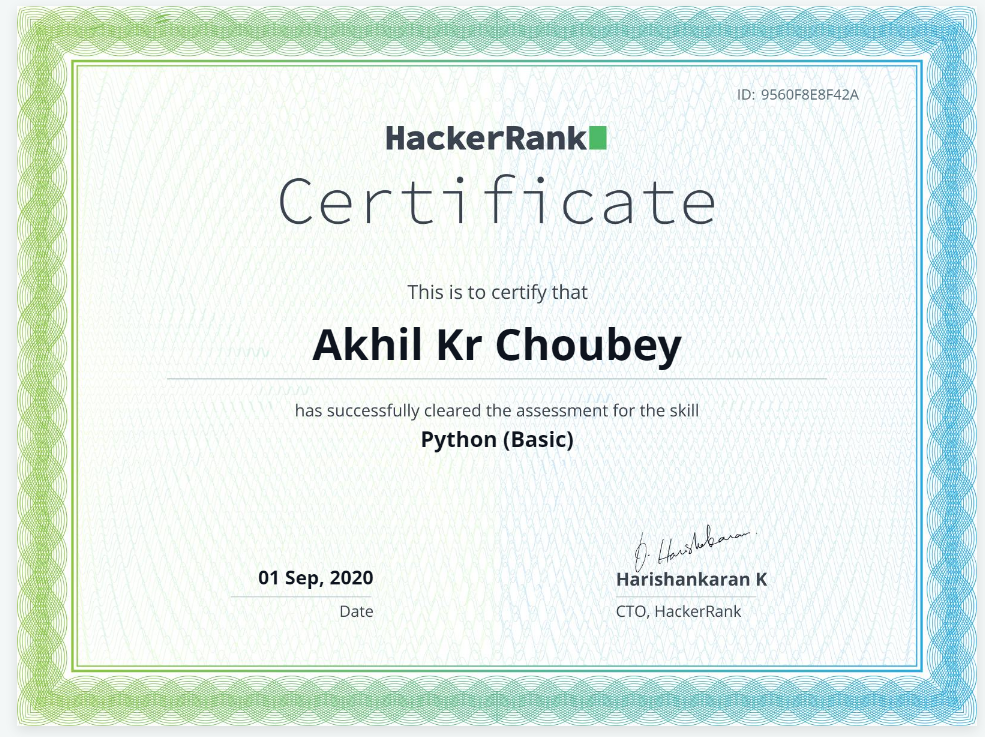 ID: 9560F8E8F42A
HackerRank
Certificate
This is to certify that
Akhil Kr Choubey
has successfully cleared the assessment for the skill
Python (Basic)
01 Sep, 2020
Date
Harishankaran K
CTO, HackerRank